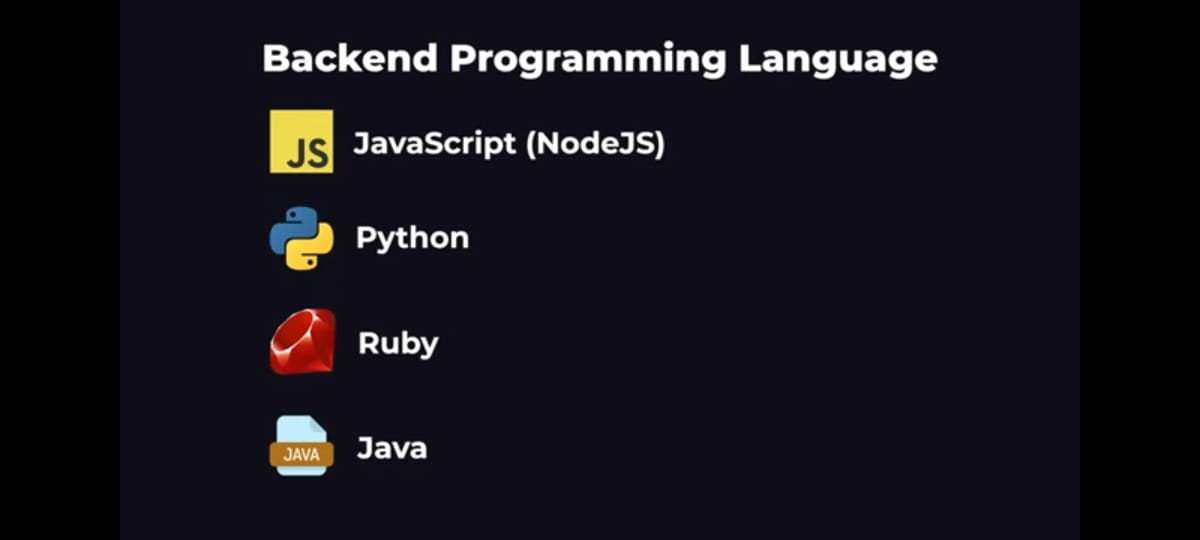 Backend Programming Language
JS
JavaScript (NodeJS)
Python
Ruby
JAVA
Java